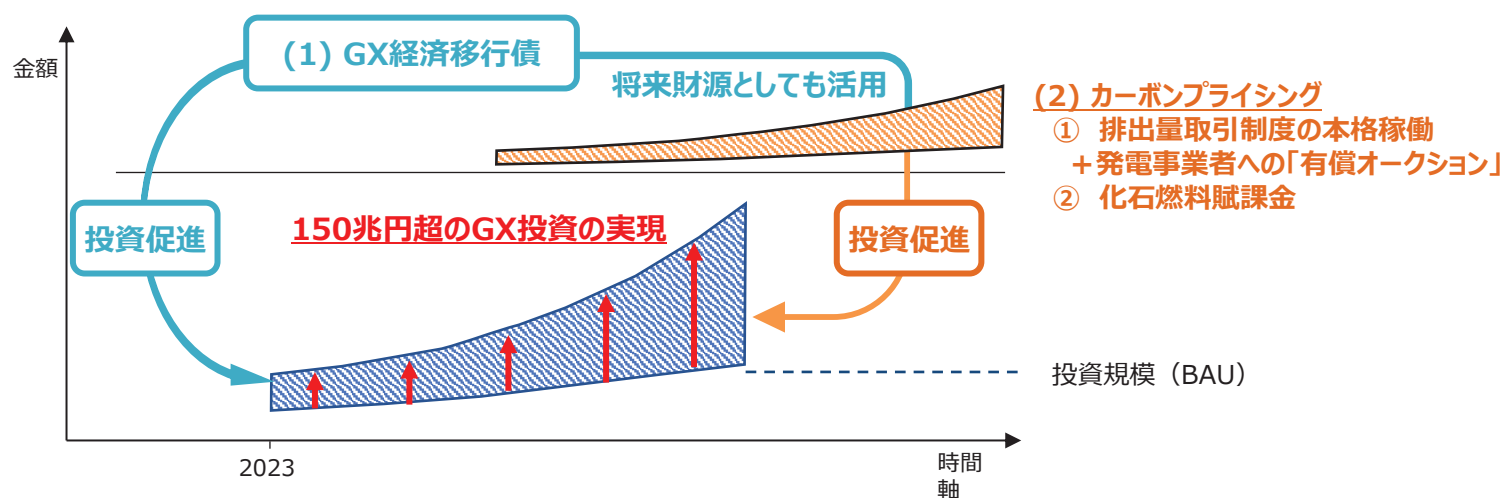 金額
(1) GX経済移行債
将来財源としても活用
(2) カーボンプライシング
① 排出量取引制度の本格稼働
+発電事業者への「有償オークション」
② 化石燃料賦課金
投資促進
150兆円超のGX投資の実現
投資促進
投資規模（BAU）
2023
時間
軸